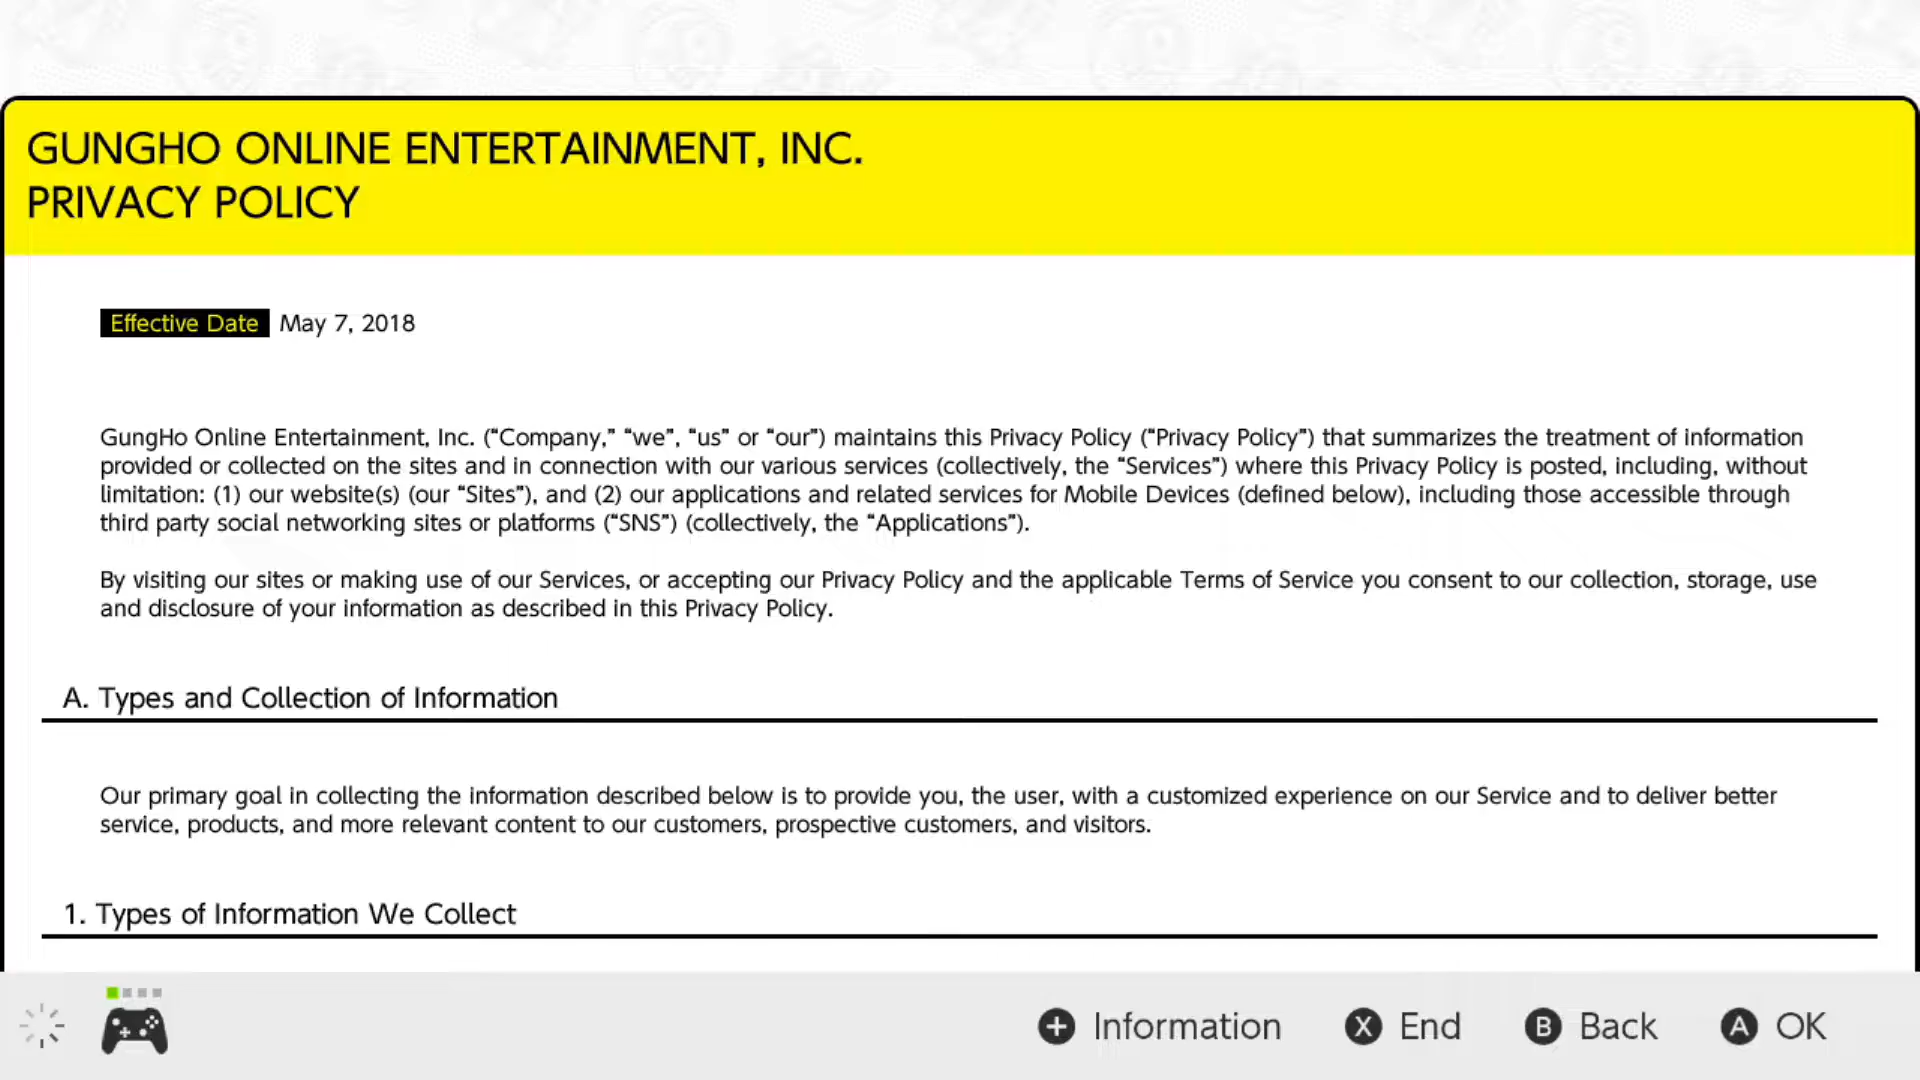 GUNGHO ONLINE ENTERTAINMENT, INC.
PRIVACY POLICY
Effective Date May 7, 2018
GungHo Online Entertainment, Inc. (“Company,” “we”, “us” or “our”) maintains this Privacy Policy (“Privacy Policy”) that summarizes the treatment of information
provided or collected on the sites and in connection with our various services (collectively, the “Services”) where this Privacy Policy is posted, including, without
limitation: (1) our website(s) (our “Sites”), and (2) our applications and related services for Mobile Devices (defined below), including those accessible through
third party social networking sites or platforms (“SNS”) (collectively, the “Applications”).
By visiting our sites or making use of our Services, or accepting our Privacy Policy and the applicable Terms of Service you consent to our collection, storage, use
and disclosure of your information as described in this Privacy Policy.
A. Types and Collection of Information
Our primary goal in collecting the information described below is to provide you, the user, with a customized experience on our Service and to deliver better
service, products, and more relevant content to our customers, prospective customers, and visitors.
1. Types of Information We Collect
+ Information X End B Back A OK